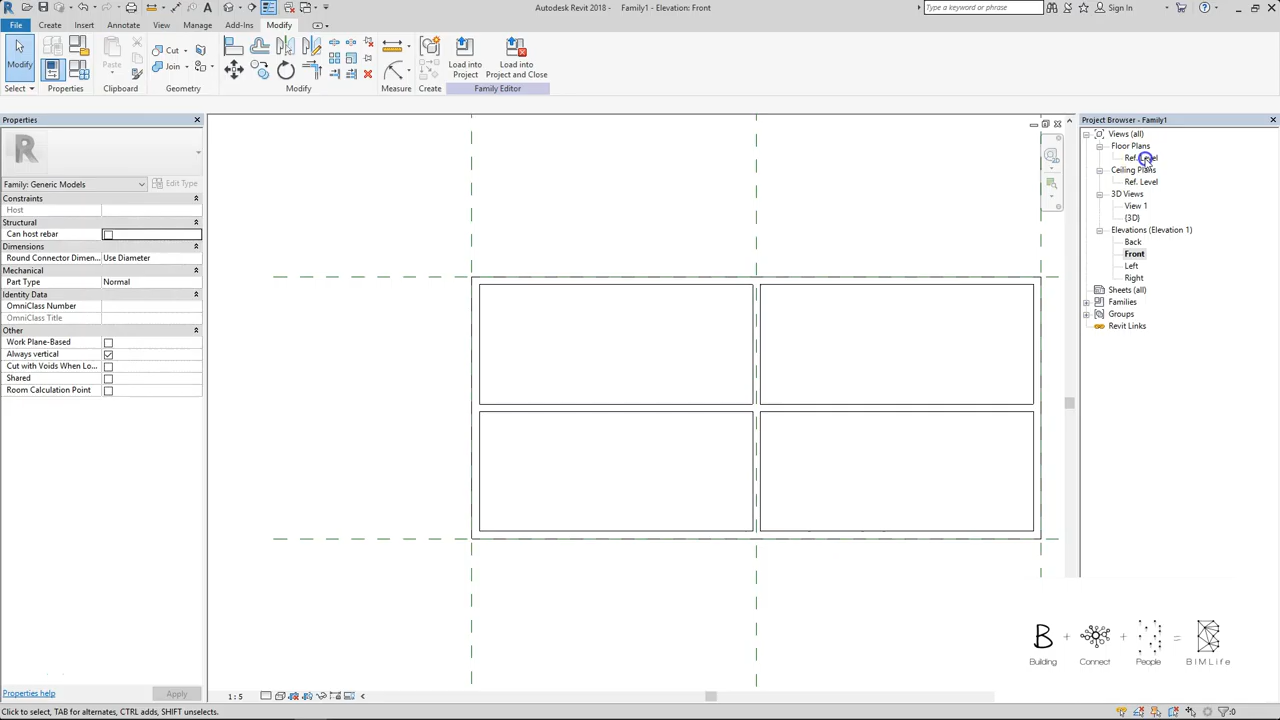 Autodesk Revit 2018 -    Family1 - Elevation: Front
Type a keyword or phrase
Sign In
File
Create
Insert
Annotate
View
Manage
Add-Ins
Modify
Modify
Paste
Cut
Join
Load into
Project
Load into
Project and Close
Select
Properties
Clipboard
Geometry
Modify
Measure
Create
Family Editor
Properties
Family: Generic Models
Edit Type
Constraints
Host
Structural
Can host rebar
Dimensions
Round Connector Dimen...
Use Diameter
Mechanical
Part Type
Normal
Identity Data
OmniClass Number
OmniClass Title
Other
Work Plane-Based
Always vertical
Cut with Voids When Lo...
Shared
Room Calculation Point
Properties help
Apply
1 : 5
Project Browser - Family1
Views (all)
Floor Plans
Ref. Level
Ceiling Plans
Ref. Level
3D Views
View 1
{3D}
Elevations (Elevation 1)
Back
Front
Left
Right
Sheets (all)
Families
Groups
Revit Links
B + + = 
Building
Connect
People
BIMLife
Click to select, TAB for alternates, CTRL adds, SHIFT unselects.
:0